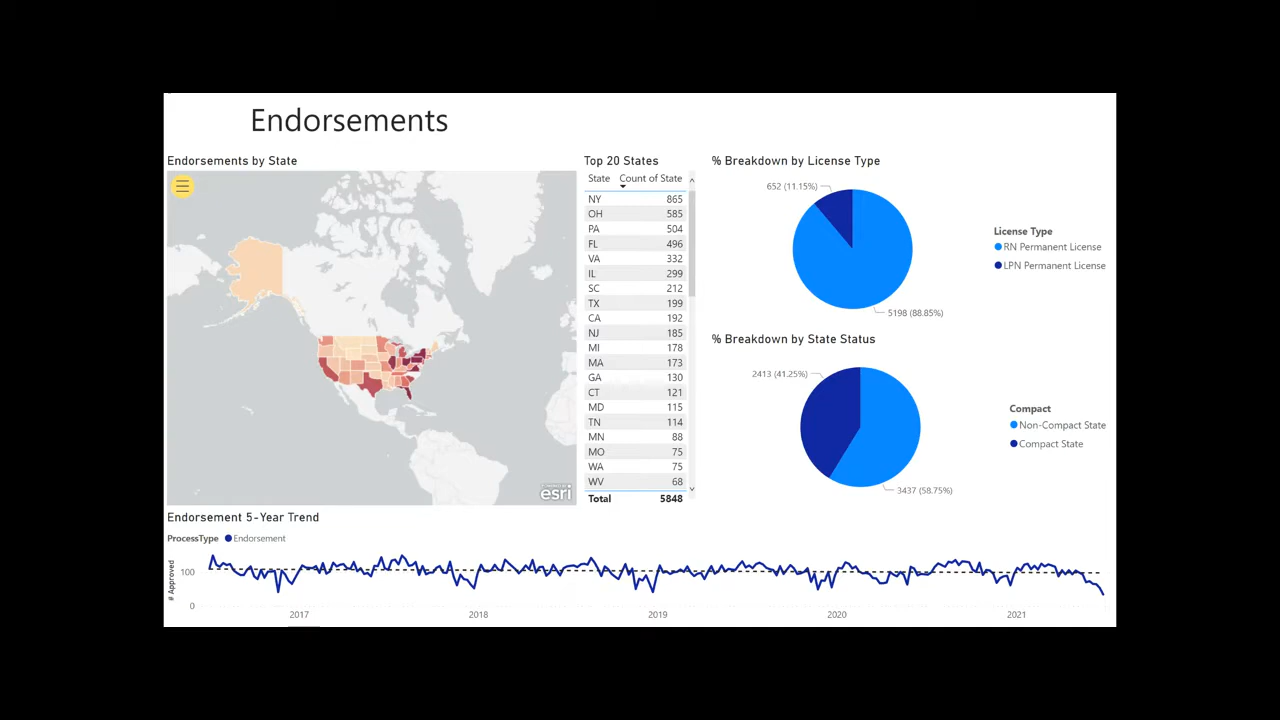 Endorsements
Endorsements by State
esri
Top 20 States
State Count of State
NY 865
OH 585
PA 504
FL 496
VA 332
IL 299
SC 212
TX 199
CA 192
NJ 185
MI 178
MA 173
GA 130
CT 121
MD 115
TN 114
MN 88
MO 75
WA 75
WV 68
Total 5848
% Breakdown by License Type
652 (11.15%)
5198 (88.85%)
License Type
RN Permanent License
LPN Permanent License
% Breakdown by State Status
2413 (41.25%)
3437 (58.75%)
Compact
Non-Compact State
Compact State
Endorsement 5-Year Trend
ProcessType Endorsement
# Approved
100
0
2017 2018 2019 2020 2021